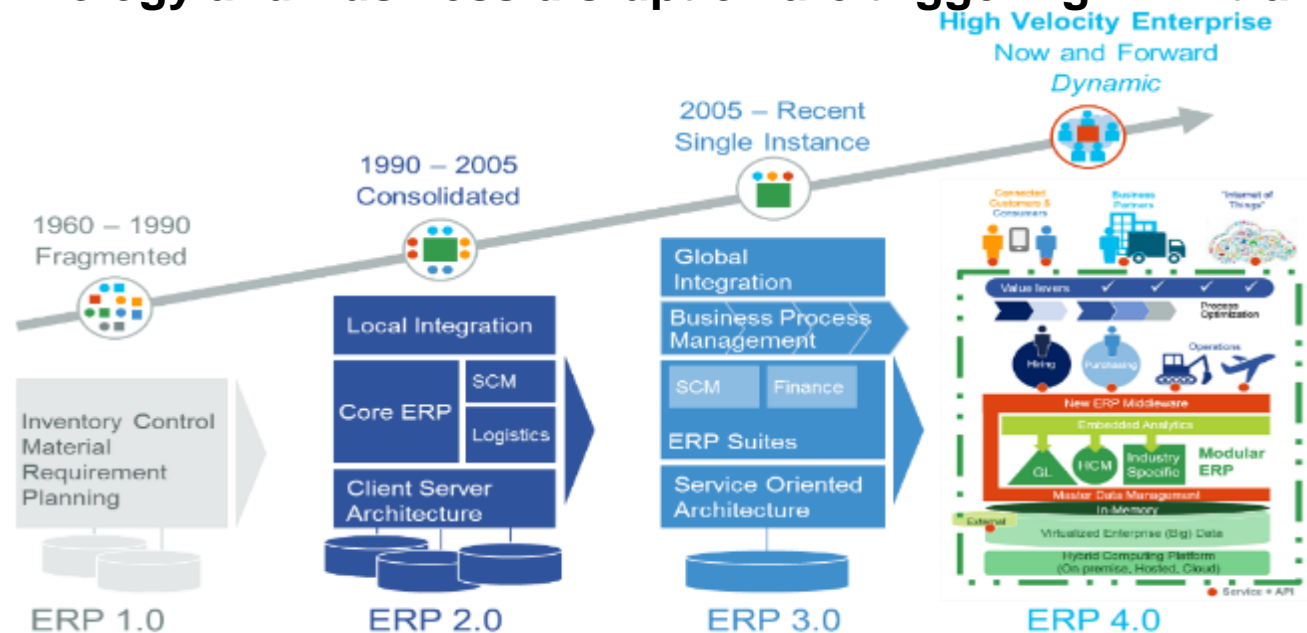 High Velocity Enterprise
Now and Forward
Dynamic
2005 – Recent
Single Instance
1990 – 2005
Consolidated
1960 – 1990
Fragmented
Inventory Control
Material
Requirement
Planning
ERP 1.0
Local Integration
Core ERP
SCM
Logistics
Client Server
Architecture
ERP 2.0
Global
Integration
Business Process
Management
SCM
Finance
ERP Suites
Service Oriented
Architecture
ERP 3.0
Connected
Customers &
Consumers
Business
Partners
"Internet of
Things"
Value levers
Process
Optimization
Hiring
Purchasing
Operations
New ERP Middleware
Embedded Analytics
GL
HCM
Industry
Specific
Modular
ERP
Master Data Management
In-Memory
External
Virtualized Enterprise (Big) Data
Hybrid Computing Platform
(On premise, Hosted, Cloud)
Service + API
ERP 4.0